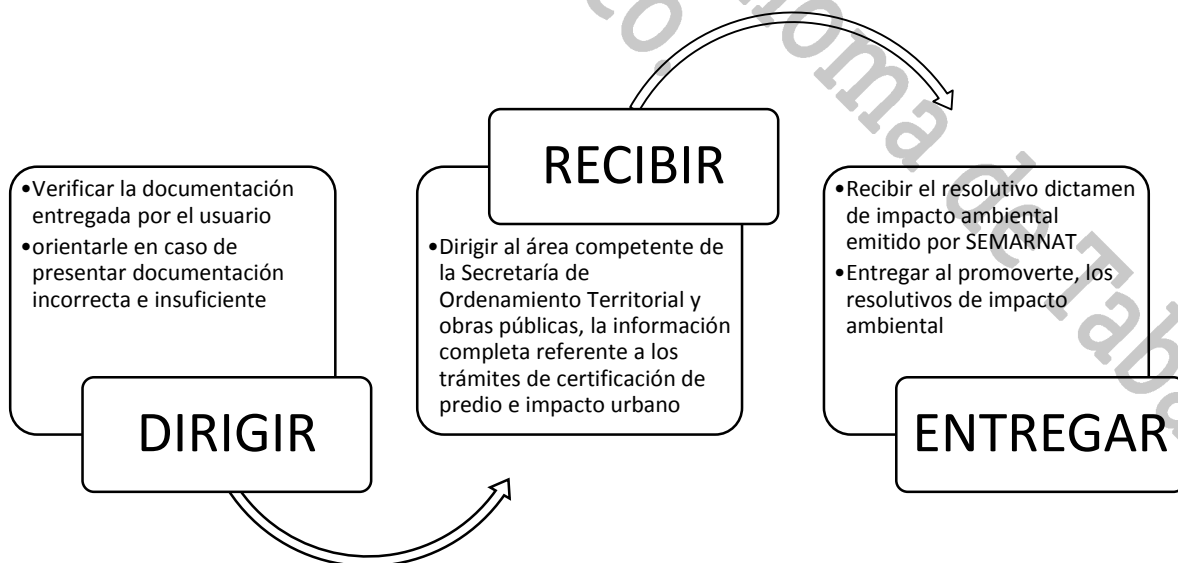 •Verificar la documentación
entregada por el usuario
•orientarle en caso de
presentar documentación
incorrecta e insuficiente
DIRIGIR
RECIBIR
•Dirigir al área competente de
la Secretaría de
Ordenamiento Territorial y
obras públicas, la información
completa referente a los
trámites de certificación de
predio e impacto urbano
•Recibir el resolutivo dictamen
de impacto ambiental
emitido por SEMARNAT
•Entregar al promoverte, los
resolutivos de impacto
ambiental
ENTREGAR